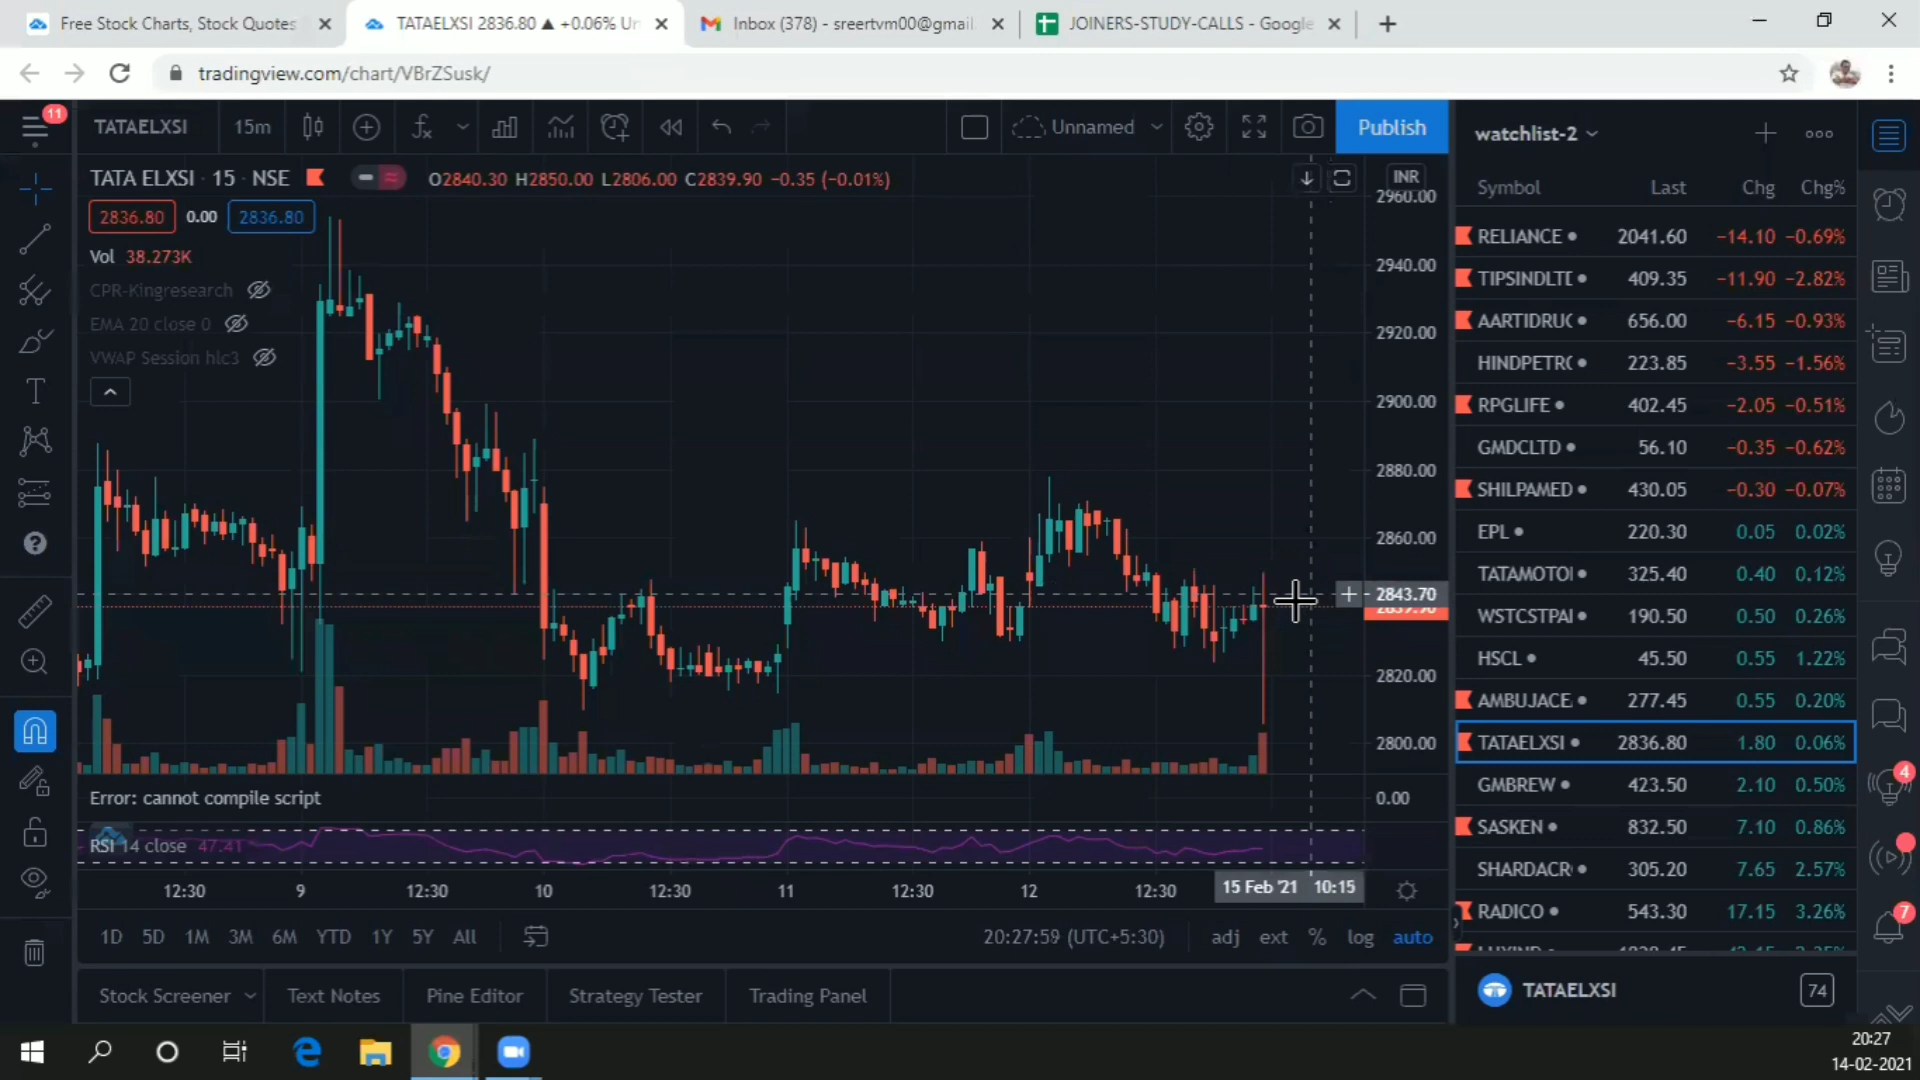 Free Stock Charts, Stock Quotes
TATAELXSI 2836.80 ▲ +0.06% Un
Inbox (378) - sreertvm00@gmail.
JOINERS-STUDY-CALLS - Google
tradingview.com/chart/VBrZSusk/
11
TATAELXSI
15m
Unnamed
Publish
TATA ELXSI · 15 · NSE
O2840.30 H2850.00 L2806.00 C2839.90 −0.35 (−0.01%)
2836.80 0.00 2836.80
Vol 38.273K
CPR-Kingresearch
EMA 20 close 0
VWAP Session hlc3
INR
2960.00
2940.00
2920.00
2900.00
2880.00
2860.00
2843.70
2839.90
2820.00
2800.00
Error: cannot compile script
0.00
RSI 14 close 47.41
12:30 9 12:30 10 12:30 11 12:30 12 12:30 15 Feb '21 10:15
1D 5D 1M 3M 6M YTD 1Y 5Y All
20:27:59 (UTC+5:30)
adj ext % log auto
Stock Screener Text Notes Pine Editor Strategy Tester Trading Panel
watchlist-2
Symbol Last Chg Chg%
RELIANCE 2041.60 −14.10 −0.69%
TIPSINDLTD 409.35 −11.90 −2.82%
AARTIDRUG 656.00 −6.15 −0.93%
HINDPETRO 223.85 −3.55 −1.56%
RPGLIFE 402.45 −2.05 −0.51%
GMDCLTD 56.10 −0.35 −0.62%
SHILPAMED 430.05 −0.30 −0.07%
EPL 220.30 0.05 0.02%
TATAMOTO 325.40 0.40 0.12%
WSTCSTPAI 190.50 0.50 0.26%
HSCL 45.50 0.55 1.22%
AMBUJACE 277.45 0.55 0.20%
TATAELXSI 2836.80 1.80 0.06%
GMBREW 423.50 2.10 0.50%
SASKEN 832.50 7.10 0.86%
SHARDACR 305.20 7.65 2.57%
RADICO 543.30 17.15 3.26%
TATAELXSI
74
4
7
20:27
14-02-2021